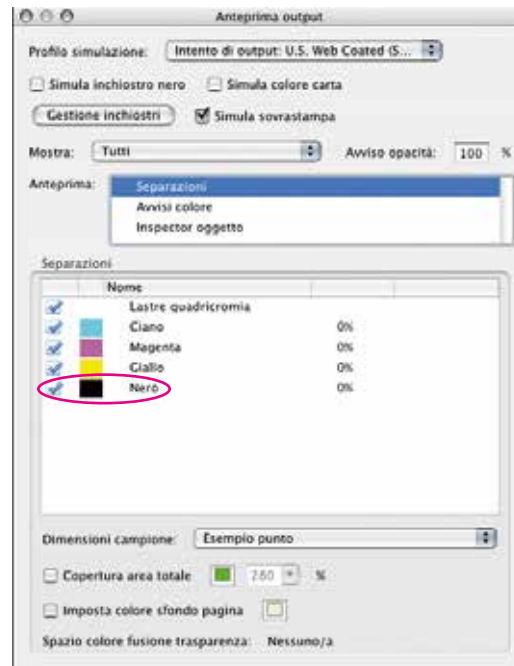 Anteprima output
Profilo simulazione: Intento di output: U.S. Web Coated (S...
Simula inchiostro nero Simula colore carta
Gestione inchiostri Simula sovrastampa
Mostra: Tutti Avviso opacità: 100 %
Anteprima: Separazioni
Avvisi colore
Inspector oggetto
Separazioni
Nome
Lastre quadricromia
Ciano 0%
Magenta 0%
Giallo 0%
Nero 0%
Dimensioni campione: Esempio punto
Copertura area totale 280 %
Imposta colore sfondo pagina
Spazio colore fusione trasparenza: Nessuno/a